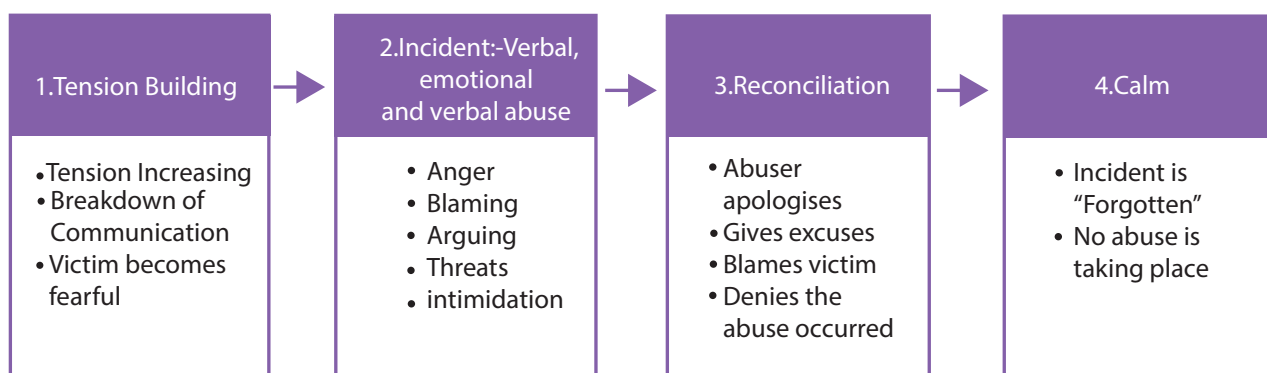 1.Tension Building
•Tension Increasing
• Breakdown of
Communication
• Victim becomes
fearful
2.Incident:-Verbal,
emotional
and verbal abuse
• Anger
• Blaming
• Arguing
• Threats
• intimidation
3.Reconciliation
• Abuser
apologises
• Gives excuses
• Blames victim
• Denies the
abuse occurred
4.Calm
• Incident is
“Forgotten”
• No abuse is
taking place